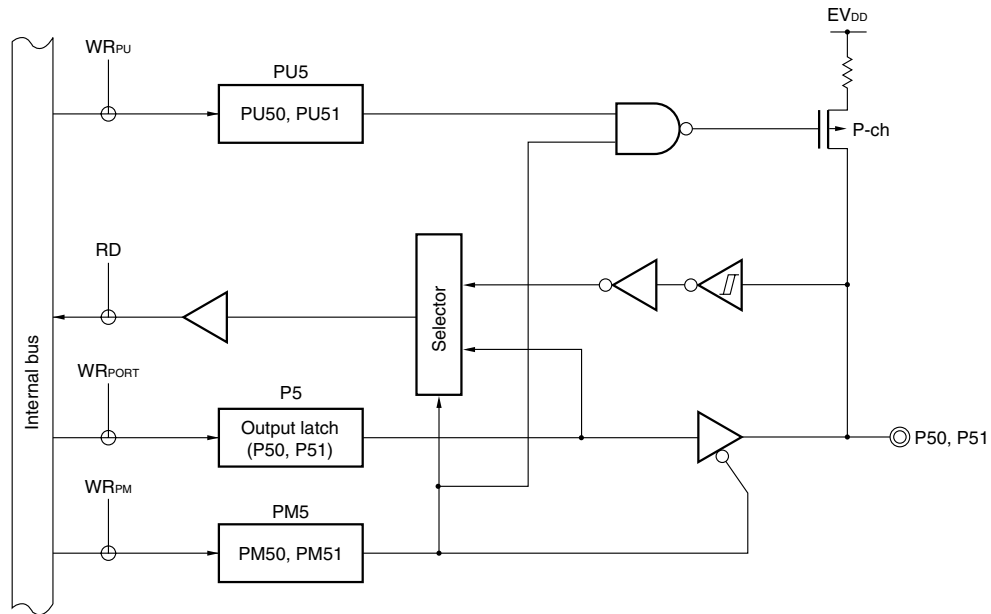 EVDD
WRPU
PU5
PU50, PU51
P-ch
RD
Selector
Internal bus
WRPORT
P5
Output latch
(P50, P51)
P50, P51
WRPM
PM5
PM50, PM51